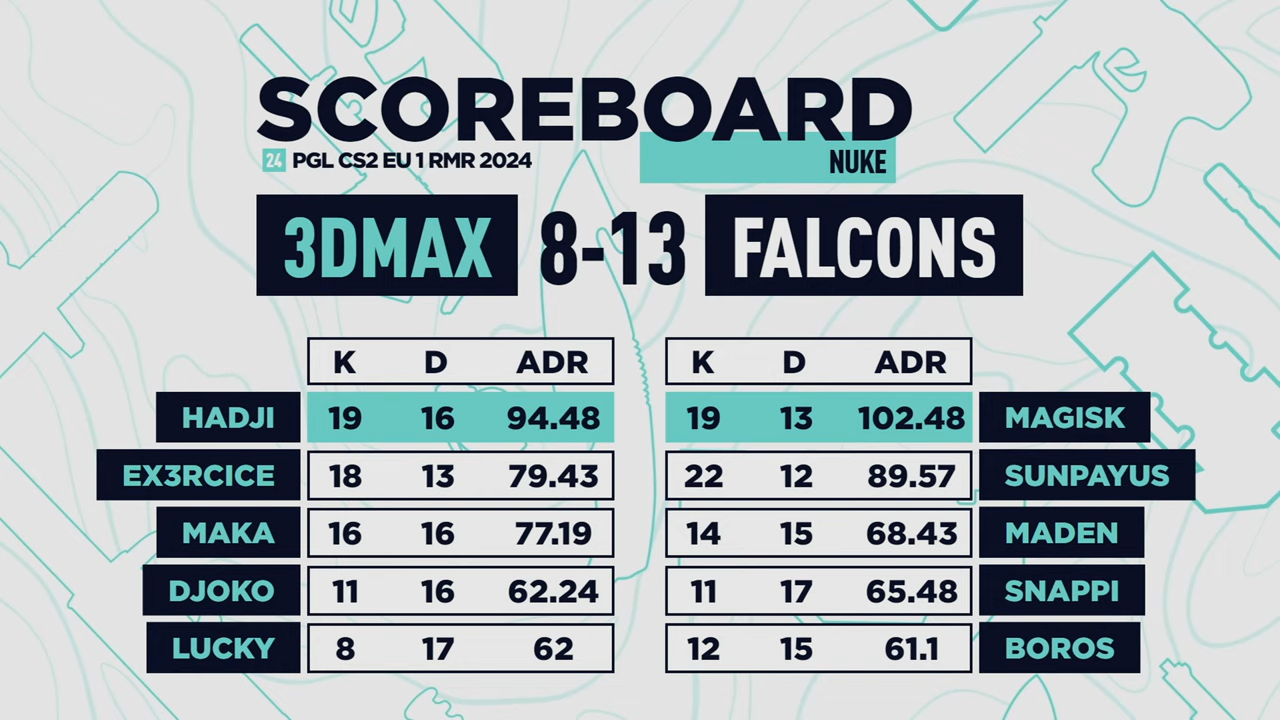 SCOREBOARD
24 PGL CS2 EU 1 RMR 2024
NUKE
3DMAX 8-13 FALCONS
K D ADR K D ADR
HADJI 19 16 94.48 19 13 102.48 MAGISK
EX3RCICE 18 13 79.43 22 12 89.57 SUNPAYUS
MAKA 16 16 77.19 14 15 68.43 MADEN
DJOKO 11 16 62.24 11 17 65.48 SNAPPI
LUCKY 8 17 62 12 15 61.1 BOROS